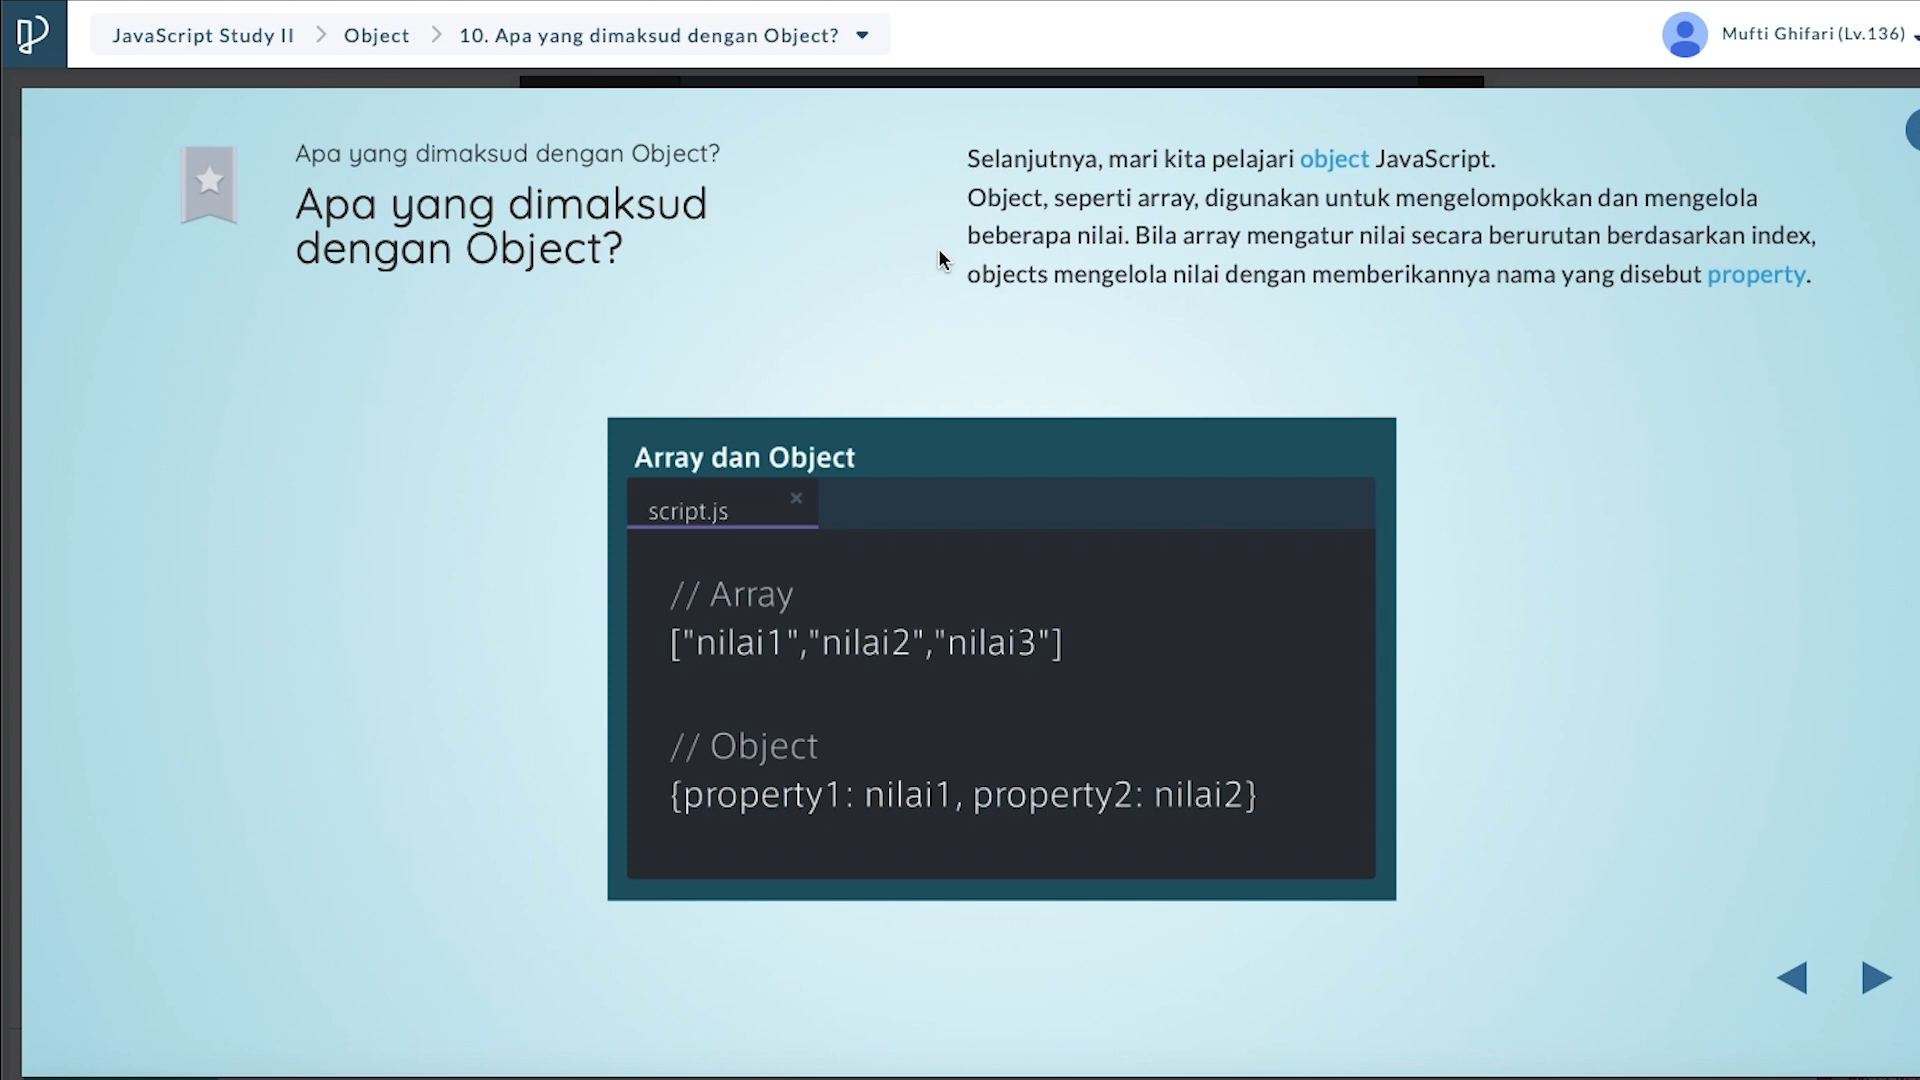 JavaScript Study II
Object
10. Apa yang dimaksud dengan Object?
Mufti Ghifari (Lv.136)
Apa yang dimaksud dengan Object?
Apa yang dimaksud
dengan Object?
Selanjutnya, mari kita pelajari object JavaScript.
Object, seperti array, digunakan untuk mengelompokkan dan mengelola
beberapa nilai. Bila array mengatur nilai secara berurutan berdasarkan index,
objects mengelola nilai dengan memberikannya nama yang disebut property.
Array dan Object
script.js
// Array
["nilai1","nilai2","nilai3"]
// Object
{property1: nilai1, property2: nilai2}